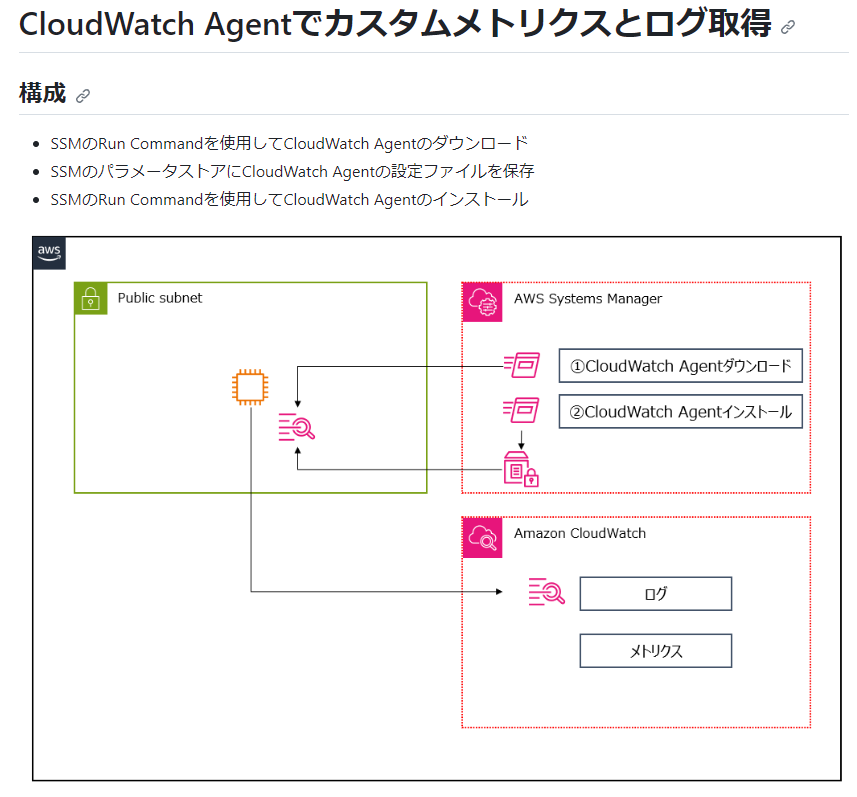 CloudWatch Agentでカスタムメトリクスとログ取得
構成
SSMのRun Commandを使用してCloudWatch Agentのダウンロード
SSMのパラメータストアにCloudWatch Agentの設定ファイルを保存
SSMのRun Commandを使用してCloudWatch Agentのインストール
aws
Public subnet
AWS Systems Manager
①CloudWatch Agentダウンロード
②CloudWatch Agentインストール
Amazon CloudWatch
ログ
メトリクス